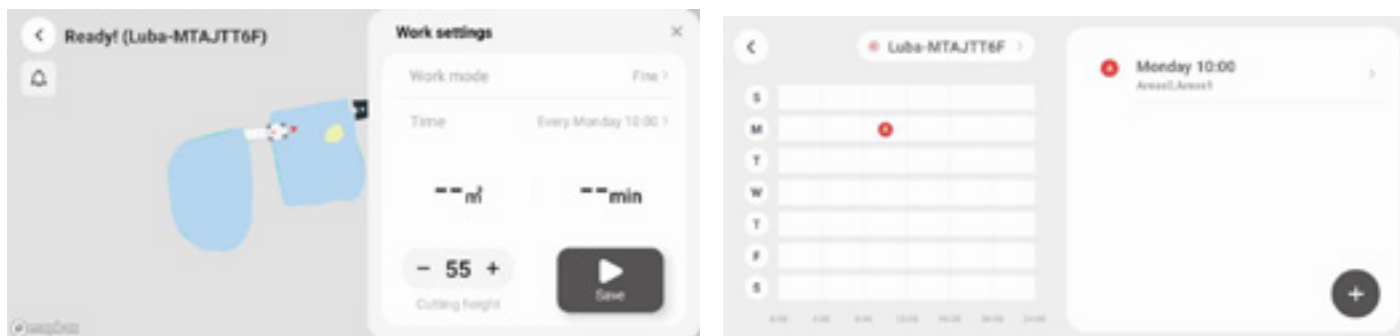 Ready! (Luba-MTAJTT6F)
Work settings
Work mode
Fine
Time
Every Monday 10:00
--㎡
--min
- 55 +
Cutting height
Save
mapbox
Luba-MTAJTT6F
S
M
T
W
T
F
S
Monday 10:00